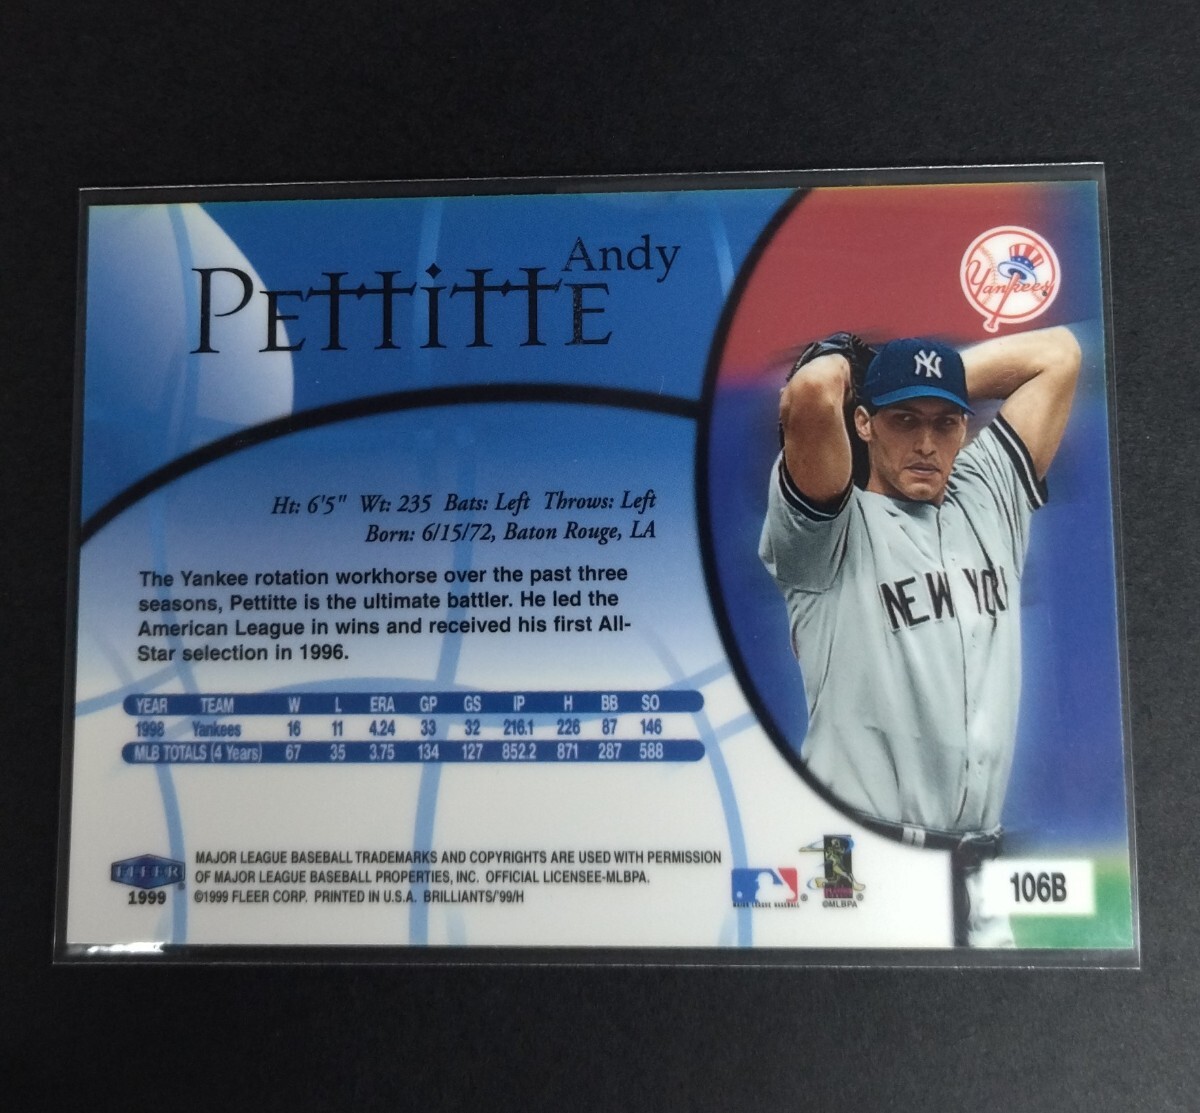 Andy
PETTITTE
Yankees
NY
NEW YOR
Ht: 6'5" Wt: 235 Bats: Left Throws: Left
Born: 6/15/72, Baton Rouge, LA
The Yankee rotation workhorse over the past three
seasons, Pettitte is the ultimate battler. He led the
American League in wins and received his first All-
Star selection in 1996.
YEAR TEAM W L ERA GP GS IP H BB SO
1998 Yankees 16 11 4.24 33 32 216.1 226 87 146
MLB TOTALS (4 Years) 67 35 3.75 134 127 852.2 871 287 588
FLEER
1999
MAJOR LEAGUE BASEBALL TRADEMARKS AND COPYRIGHTS ARE USED WITH PERMISSION
OF MAJOR LEAGUE BASEBALL PROPERTIES, INC. OFFICIAL LICENSEE-MLBPA.
©1999 FLEER CORP. PRINTED IN U.S.A. BRILLIANTS/'99/H
MAJOR LEAGUE BASEBALL
©MLBPA
106B